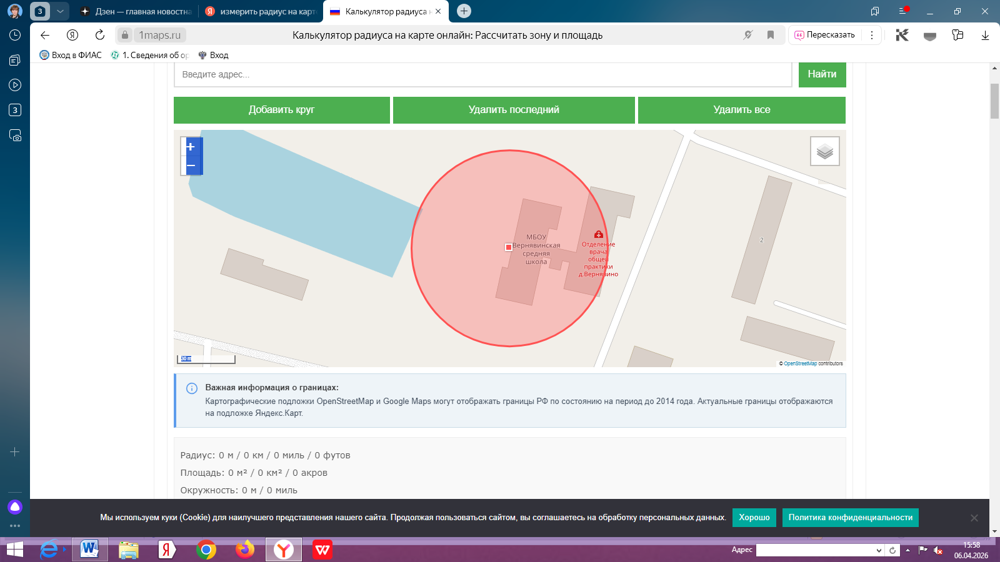 3
Дзен — главная новостна
Я
измерить радиус на карт
Калькулятор радиуса н
Я
1maps.ru
Калькулятор радиуса на карте онлайн: Рассчитать зону и площадь
Пересказать
Вход в ФИАС
1. Сведения об ор
Вход
3
Введите адрес...
Найти
Добавить круг
Удалить последний
Удалить все
+
−
МБОУ
Вернявинская
средняя
школа
Отделение
врача
общей
практики
д.Вернявино
2
30 m
© OpenStreetMap contributors
Важная информация о границах:
Картографические подложки OpenStreetMap и Google Maps могут отображать границы РФ по состоянию на период до 2014 года. Актуальные границы отображаются
на подложке Яндекс.Карт.
Радиус: 0 м / 0 км / 0 миль / 0 футов
Площадь: 0 м² / 0 км² / 0 акров
Окружность: 0 м / 0 миль
Мы используем куки (Cookie) для наилучшего представления нашего сайта. Продолжая пользоваться сайтом, вы соглашаетесь на обработку персональных данных.
Хорошо
Политика конфиденциальности
Адрес
15:58
06.04.2026